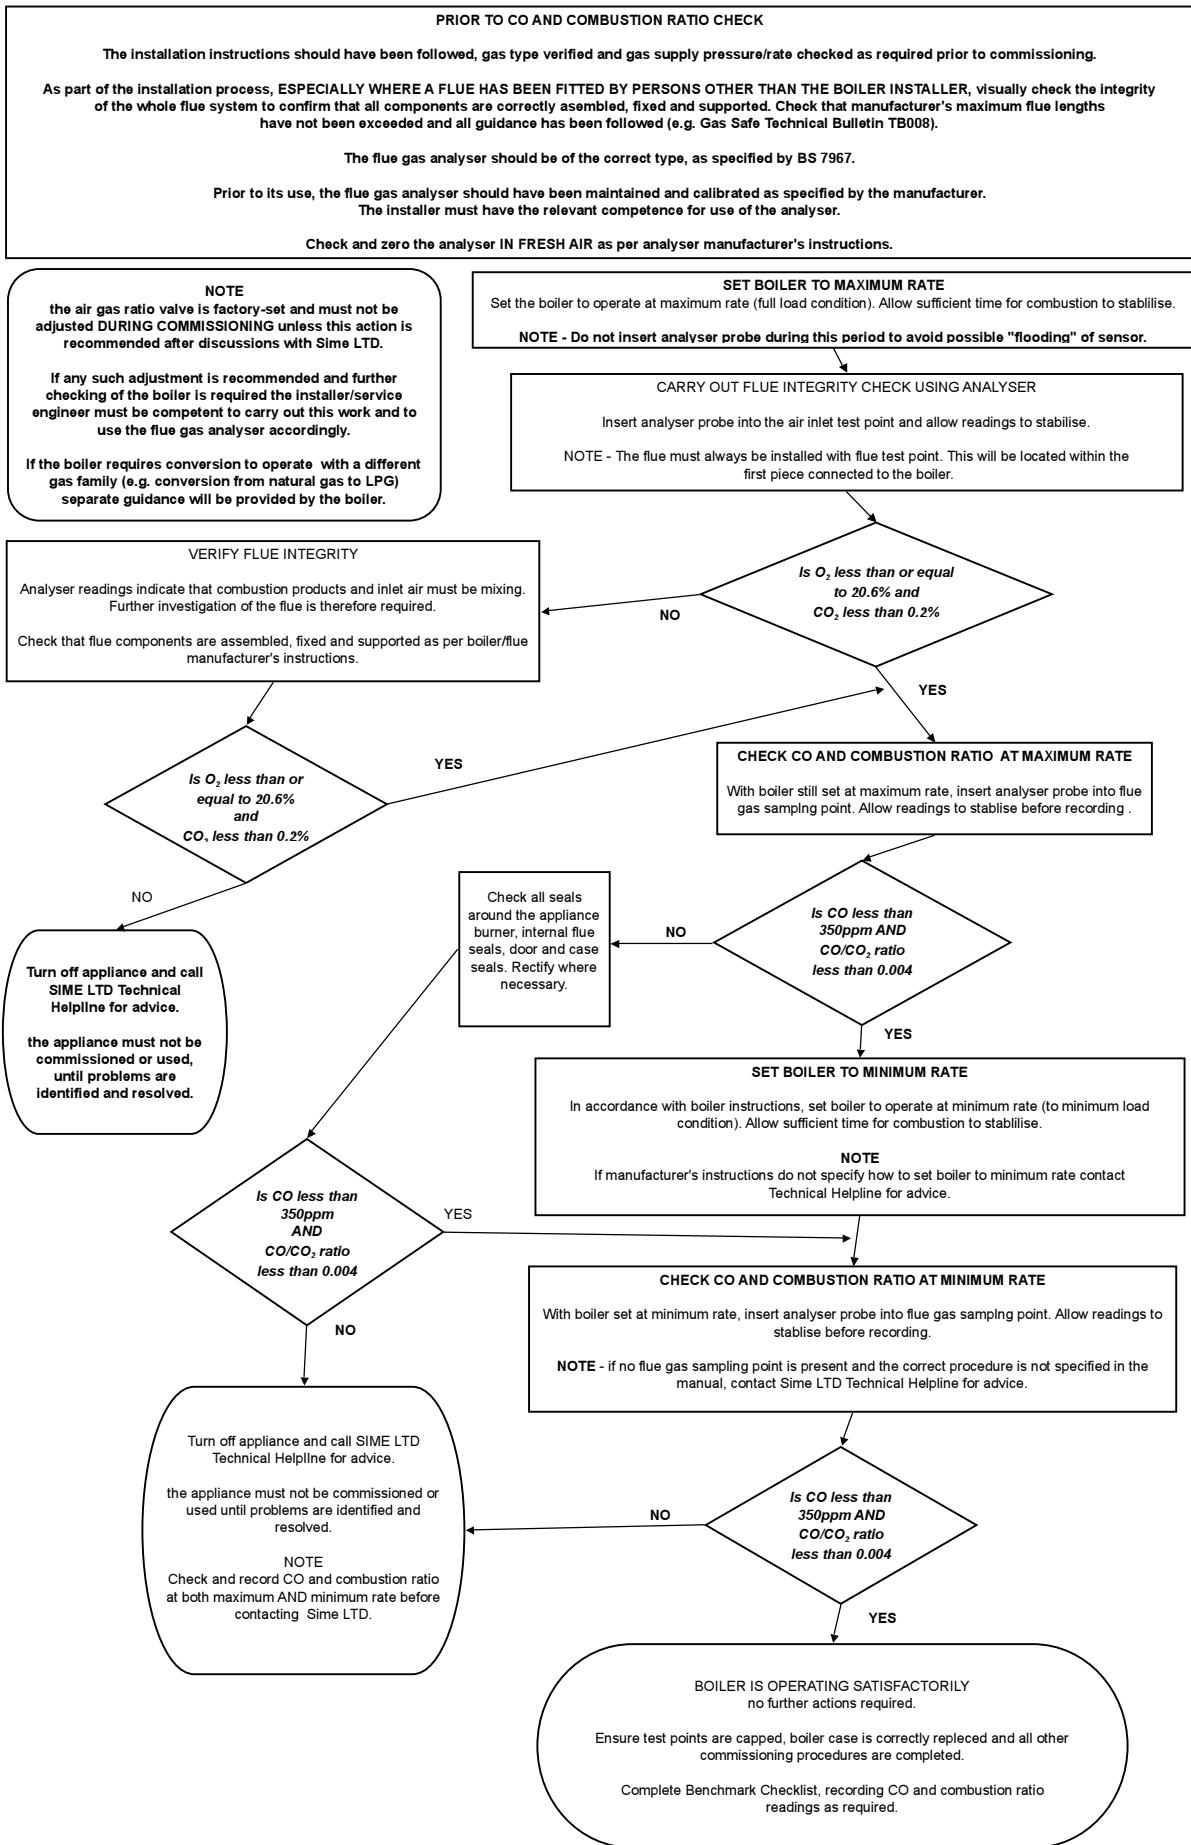 PRIOR TO CO AND COMBUSTION RATIO CHECK
The installation instructions should have been followed, gas type verified and gas supply pressure/rate checked as required prior to commissioning.
As part of the installation process, ESPECIALLY WHERE A FLUE HAS BEEN FITTED BY PERSONS OTHER THAN THE BOILER INSTALLER, visually check the integrity
of the whole flue system to confirm that all components are correctly asembled, fixed and supported. Check that manufacturer's maximum flue lengths
have not been exceeded and all guidance has been followed (e.g. Gas Safe Technical Bulletin TB008).
The flue gas analyser should be of the correct type, as specified by BS 7967.
Prior to its use, the flue gas analyser should have been maintained and calibrated as specified by the manufacturer.
The installer must have the relevant competence for use of the analyser.
Check and zero the analyser IN FRESH AIR as per analyser manufacturer's instructions.
NOTE
the air gas ratio valve is factory-set and must not be
adjusted DURING COMMISSIONING unless this action is
recommended after discussions with Sime LTD.
If any such adjustment is recommended and further
checking of the boiler is required the installer/service
engineer must be competent to carry out this work and to
use the flue gas analyser accordingly.
If the boiler requires conversion to operate with a different
gas family (e.g. conversion from natural gas to LPG)
separate guidance will be provided by the boiler.
SET BOILER TO MAXIMUM RATE
Set the boiler to operate at maximum rate (full load condition). Allow sufficient time for combustion to stablilise.
NOTE - Do not insert analyser probe during this period to avoid possible "flooding" of sensor.
CARRY OUT FLUE INTEGRITY CHECK USING ANALYSER
Insert analyser probe into the air inlet test point and allow readings to stabilise.
NOTE - The flue must always be installed with flue test point. This will be located within the
first piece connected to the boiler.
Is O₂ less than or equal
to 20.6% and
CO₂ less than 0.2%
NO
YES
VERIFY FLUE INTEGRITY
Analyser readings indicate that combustion products and inlet air must be mixing.
Further investigation of the flue is therefore required.
Check that flue components are assembled, fixed and supported as per boiler/flue
manufacturer's instructions.
Is O₂ less than or
equal to 20.6%
and
CO₂ less than 0.2%
YES
NO
Turn off appliance and call
SIME LTD Technical
HelplIne for advice.
the appliance must not be
commissioned or used,
until problems are
identified and resolved.
CHECK CO AND COMBUSTION RATIO AT MAXIMUM RATE
With boiler still set at maximum rate, insert analyser probe into flue
gas samplng point. Allow readings to stablise before recording .
Is CO less than
350ppm AND
CO/CO₂ ratio
less than 0.004
NO
YES
Check all seals
around the appliance
burner, internal flue
seals, door and case
seals. Rectify where
necessary.
SET BOILER TO MINIMUM RATE
In accordance with boiler instructions, set boiler to operate at minimum rate (to minimum load
condition). Allow sufficient time for combustion to stablilise.
NOTE
If manufacturer's instructions do not specify how to set boiler to minimum rate contact
Technical Helpline for advice.
Is CO less than
350ppm
AND
CO/CO₂ ratio
less than 0.004
YES
NO
CHECK CO AND COMBUSTION RATIO AT MINIMUM RATE
With boiler set at minimum rate, insert analyser probe into flue gas samplng point. Allow readings to
stablise before recording.
NOTE - if no flue gas sampling point is present and the correct procedure is not specified in the
manual, contact Sime LTD Technical Helpline for advice.
Turn off appliance and call SIME LTD
Technical HelplIne for advice.
the appliance must not be commissioned or
used until problems are identified and
resolved.
NOTE
Check and record CO and combustion ratio
at both maximum AND minimum rate before
contacting Sime LTD.
Is CO less than
350ppm AND
CO/CO₂ ratio
less than 0.004
NO
YES
BOILER IS OPERATING SATISFACTORILY
no further actions required.
Ensure test points are capped, boiler case is correctly repleced and all other
commissioning procedures are completed.
Complete Benchmark Checklist, recording CO and combustion ratio
readings as required.